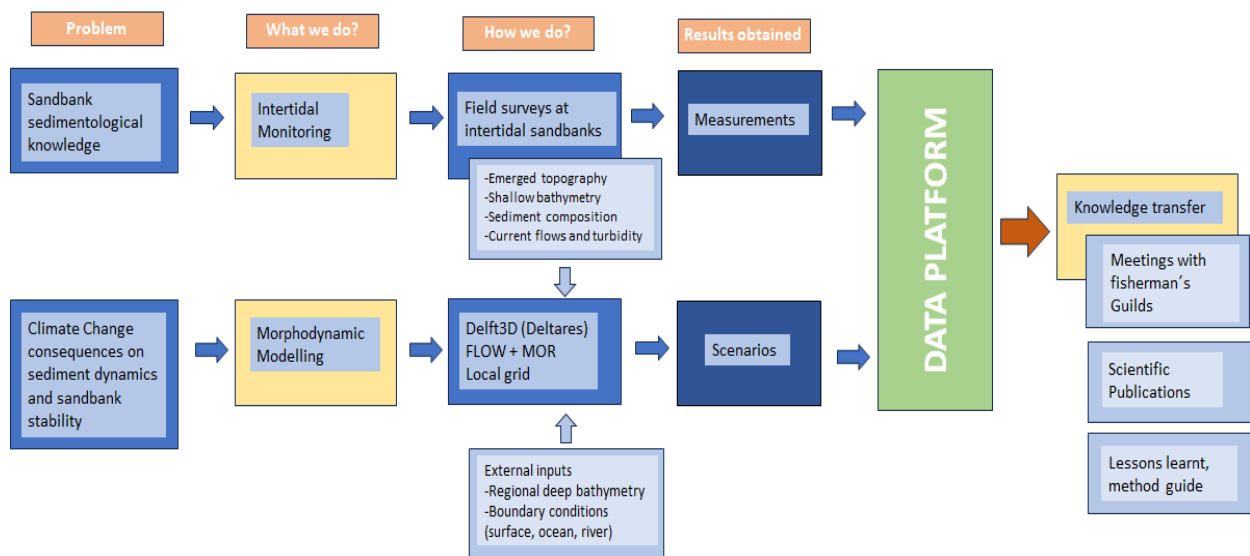 Problem
What we do?
How we do?
Results obtained
Sandbank
sedimentological
knowledge
Intertidal
Monitoring
Field surveys at
intertidal sandbanks
Measurements
-Emerged topography
-Shallow bathymetry
-Sediment composition
-Current flows and turbidity
Climate Change
consequences on
sediment dynamics
and sandbank
stability
Morphodynamic
Modelling
Delft3D (Deltares)
FLOW + MOR
Local grid
Scenarios
External inputs
-Regional deep bathymetry
-Boundary conditions
(surface, ocean, river)
DATA PLATFORM
Knowledge transfer
Meetings with
fisherman´s
Guilds
Scientific
Publications
Lessons learnt,
method guide